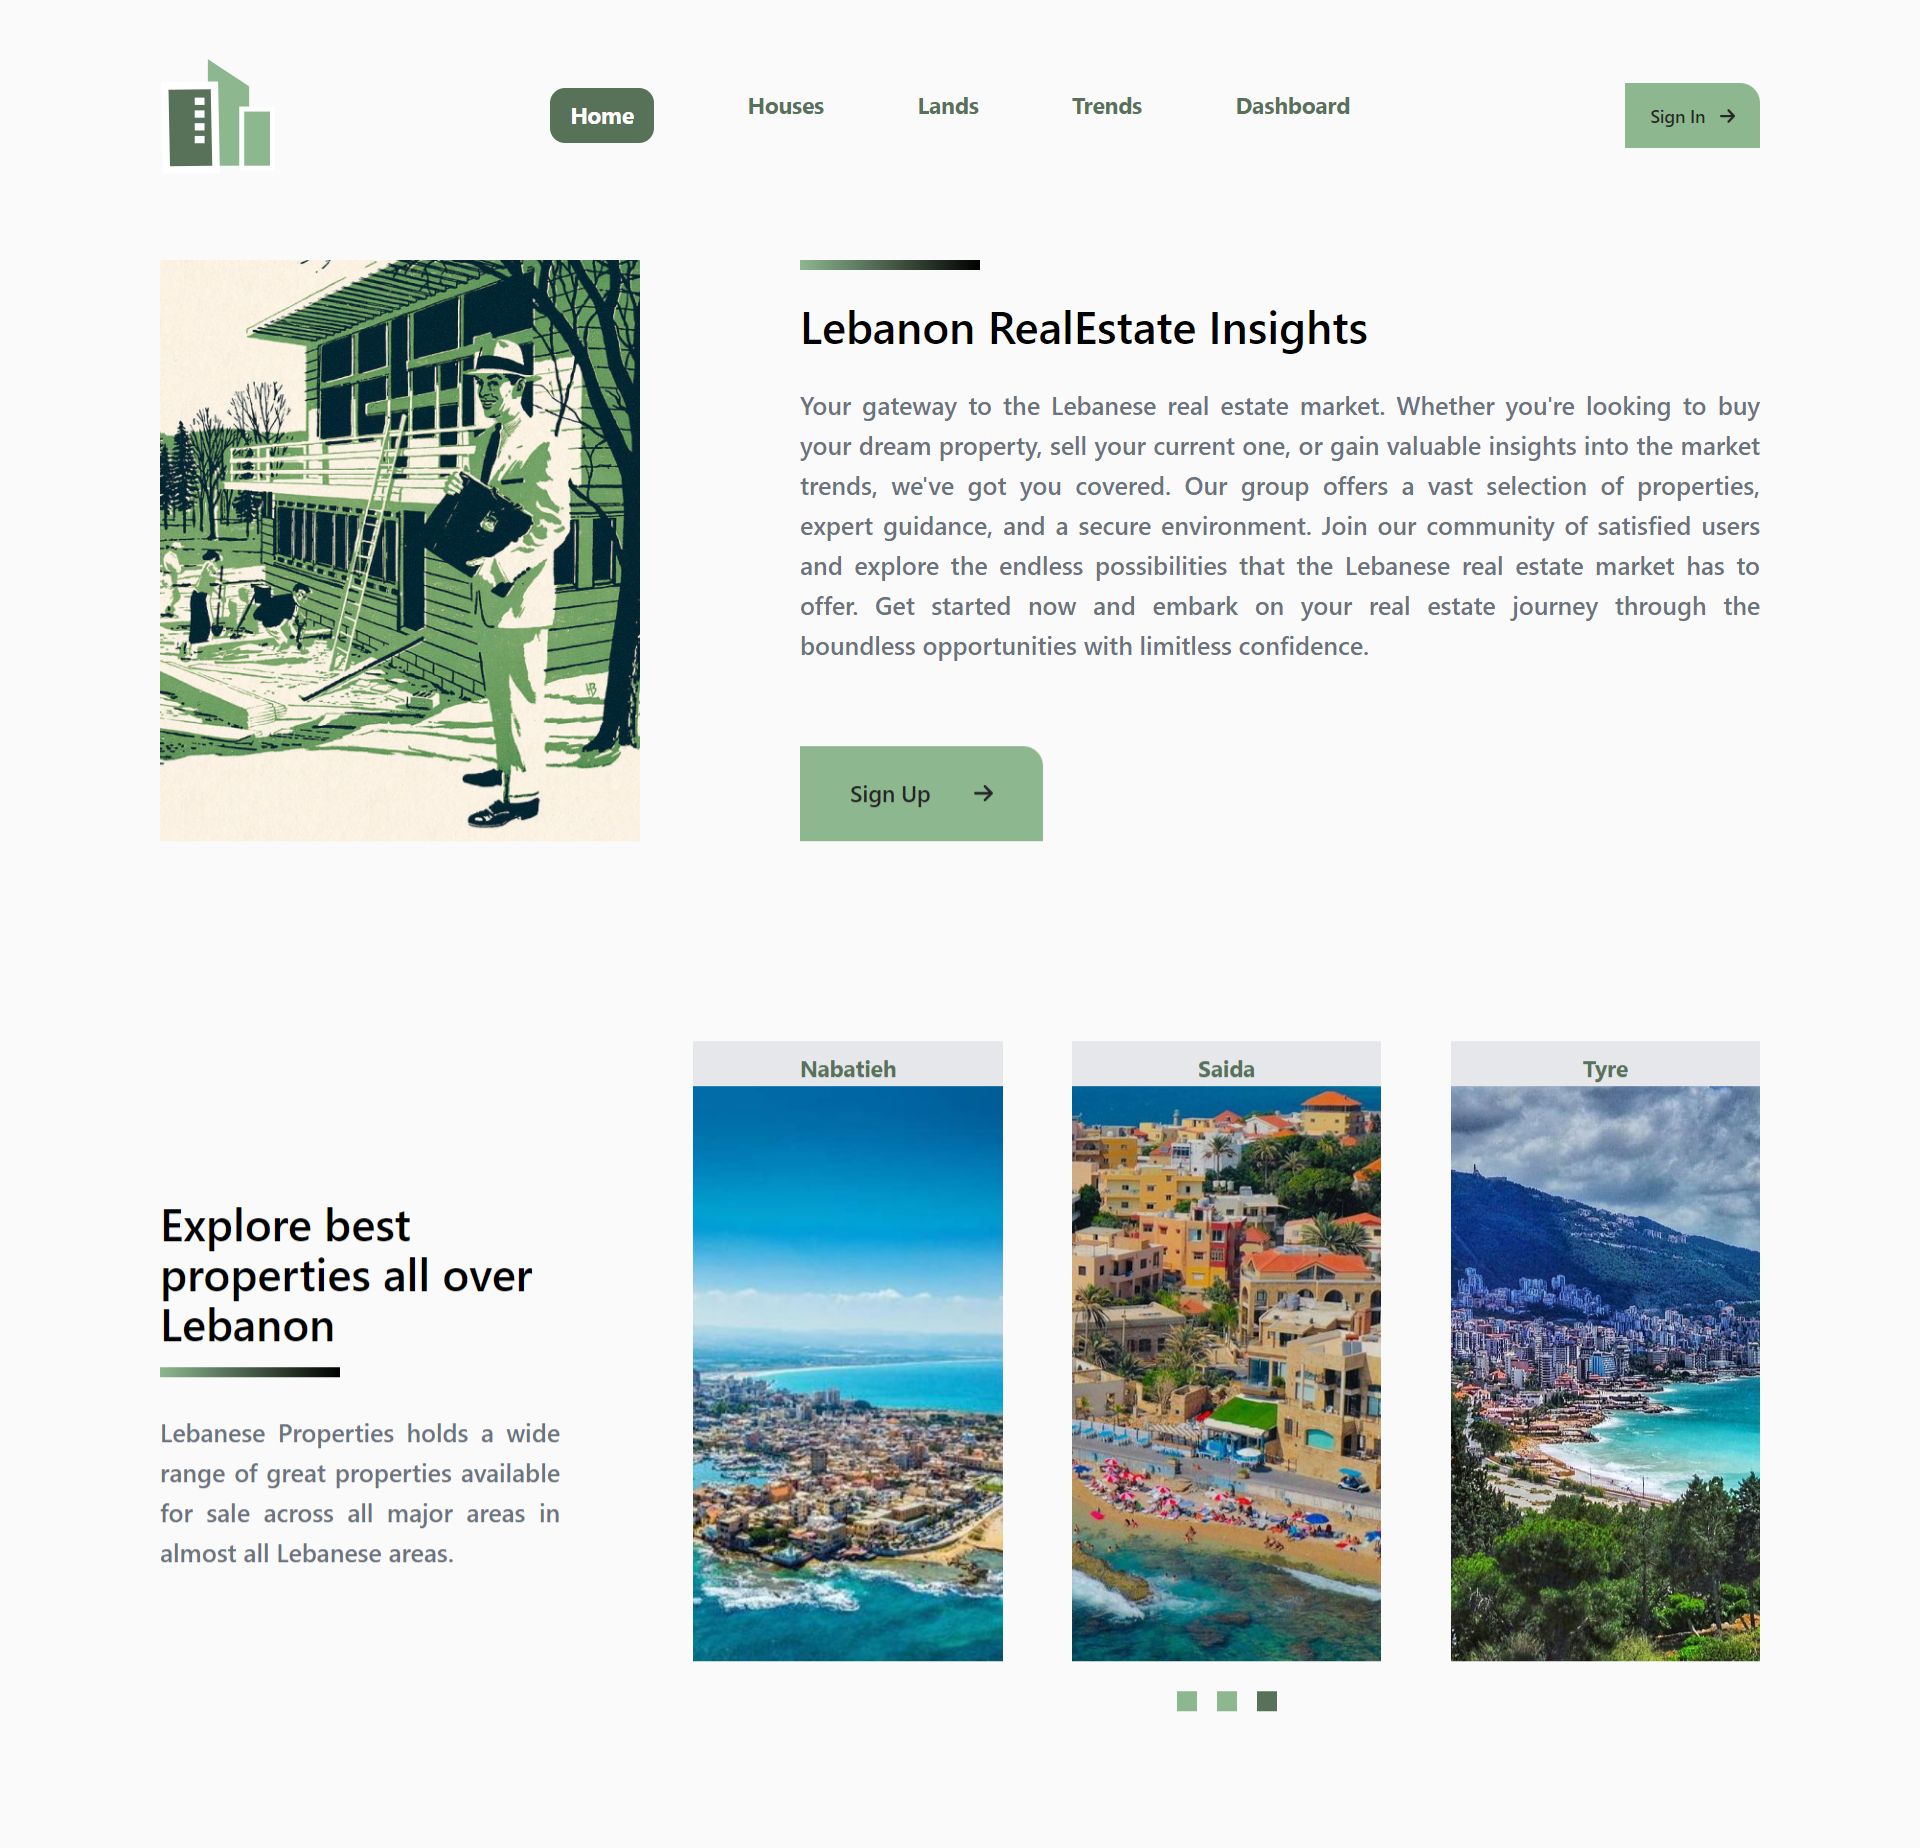 Home
Houses
Lands
Trends
Dashboard
Sign In
Lebanon RealEstate Insights
Your gateway to the Lebanese real estate market. Whether you're looking to buy
your dream property, sell your current one, or gain valuable insights into the market
trends, we've got you covered. Our group offers a vast selection of properties,
expert guidance, and a secure environment. Join our community of satisfied users
and explore the endless possibilities that the Lebanese real estate market has to
offer. Get started now and embark on your real estate journey through the
boundless opportunities with limitless confidence.
HB
Sign Up
Explore best
properties all over
Lebanon
Lebanese Properties holds a wide
range of great properties available
for sale across all major areas in
almost all Lebanese areas.
Nabatieh
Saida
Tyre